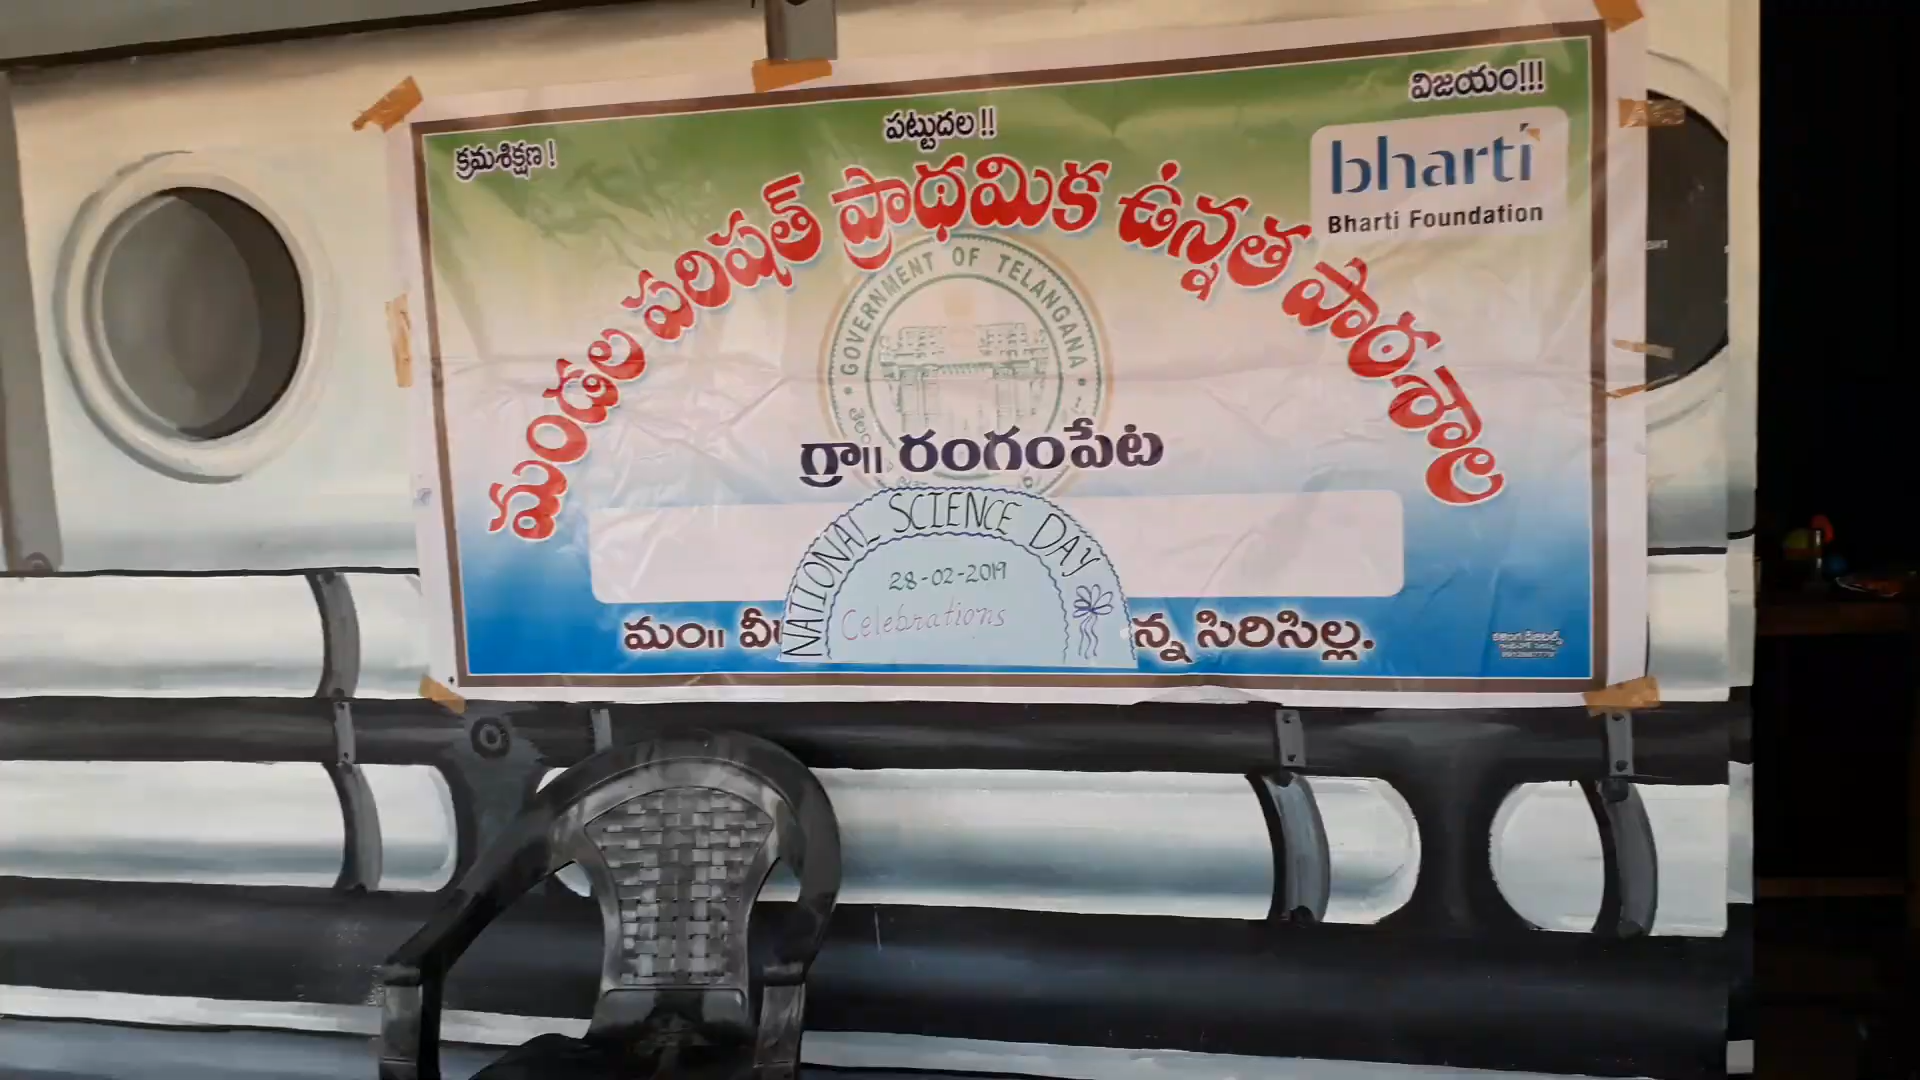 క్రమశిక్షణ !
పట్టుదల !!
విజయం!!!
bharti
Bharti Foundation
మండల పరిషత్ ప్రాథమిక ఉన్నత పాఠశాల
GOVERNMENT OF TELANGANA
గ్రా॥ రంగంపేట
NATIONAL SCIENCE DAY
28-02-2019
Celebrations
మం॥ సిరిసిల్ల.